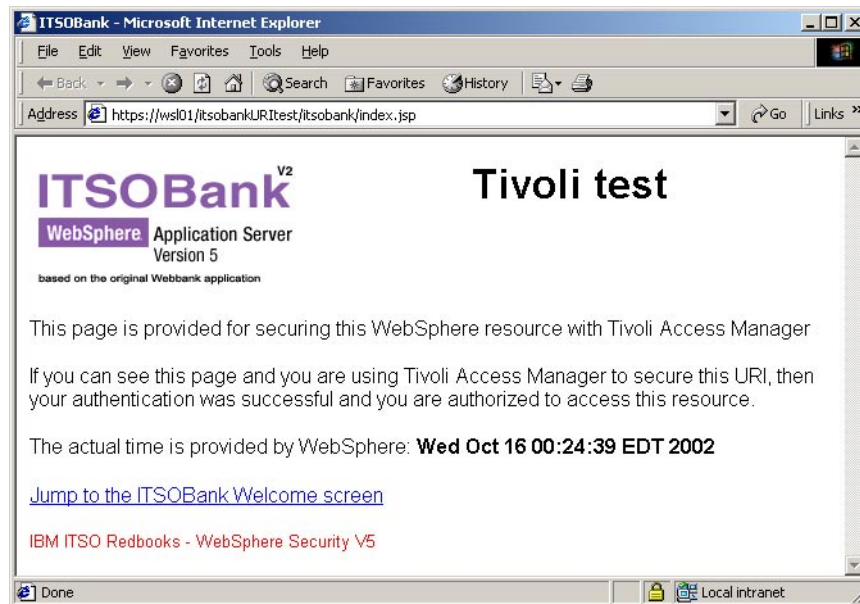 ITSOBank - Microsoft Internet Explorer
File Edit View Favorites Tools Help
Back Search Favorites History
Address https://wsl01/itsobankURItest/itsobank/index.jsp Go Links »
ITSOBank V2
Tivoli test
WebSphere Application Server
Version 5
based on the original Webbank application
This page is provided for securing this WebSphere resource with Tivoli Access Manager
If you can see this page and you are using Tivoli Access Manager to secure this URI, then
your authentication was successful and you are authorized to access this resource.
The actual time is provided by WebSphere: Wed Oct 16 00:24:39 EDT 2002
Jump to the ITSOBank Welcome screen
IBM ITSO Redbooks - WebSphere Security V5
Done Local intranet